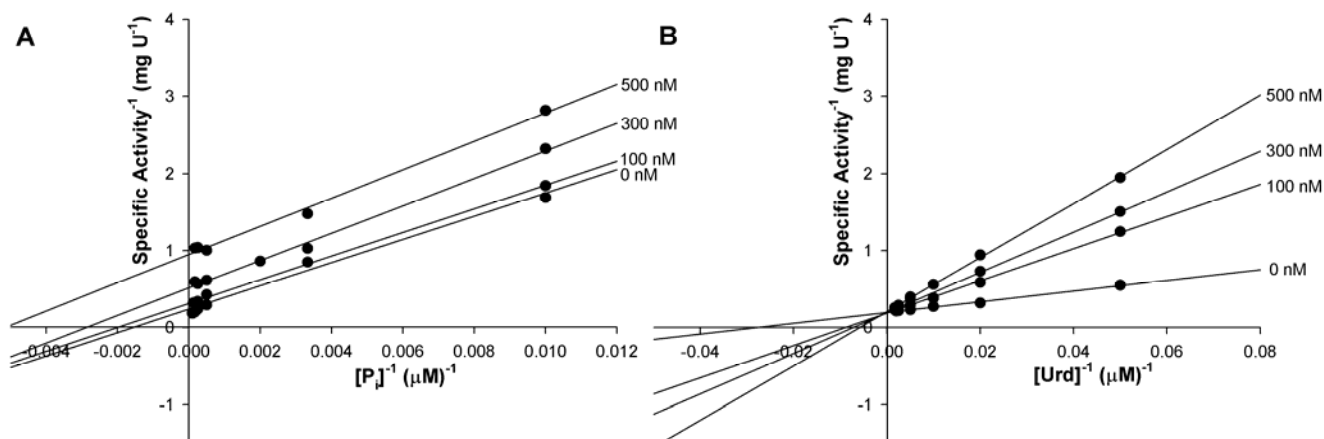 A
Specific Activity⁻¹ (mg U⁻¹)
4
3
2
1
0
-1
-0.004
-0.002
0.000
0.002
0.004
0.006
0.008
0.010
0.012
[Pᵢ]⁻¹ (μM)⁻¹
500 nM
300 nM
100 nM
0 nM
B
Specific Activity⁻¹ (mg U⁻¹)
4
3
2
1
0
-1
-0.04
-0.02
0.00
0.02
0.04
0.06
0.08
[Urd]⁻¹ (μM)⁻¹
500 nM
300 nM
100 nM
0 nM